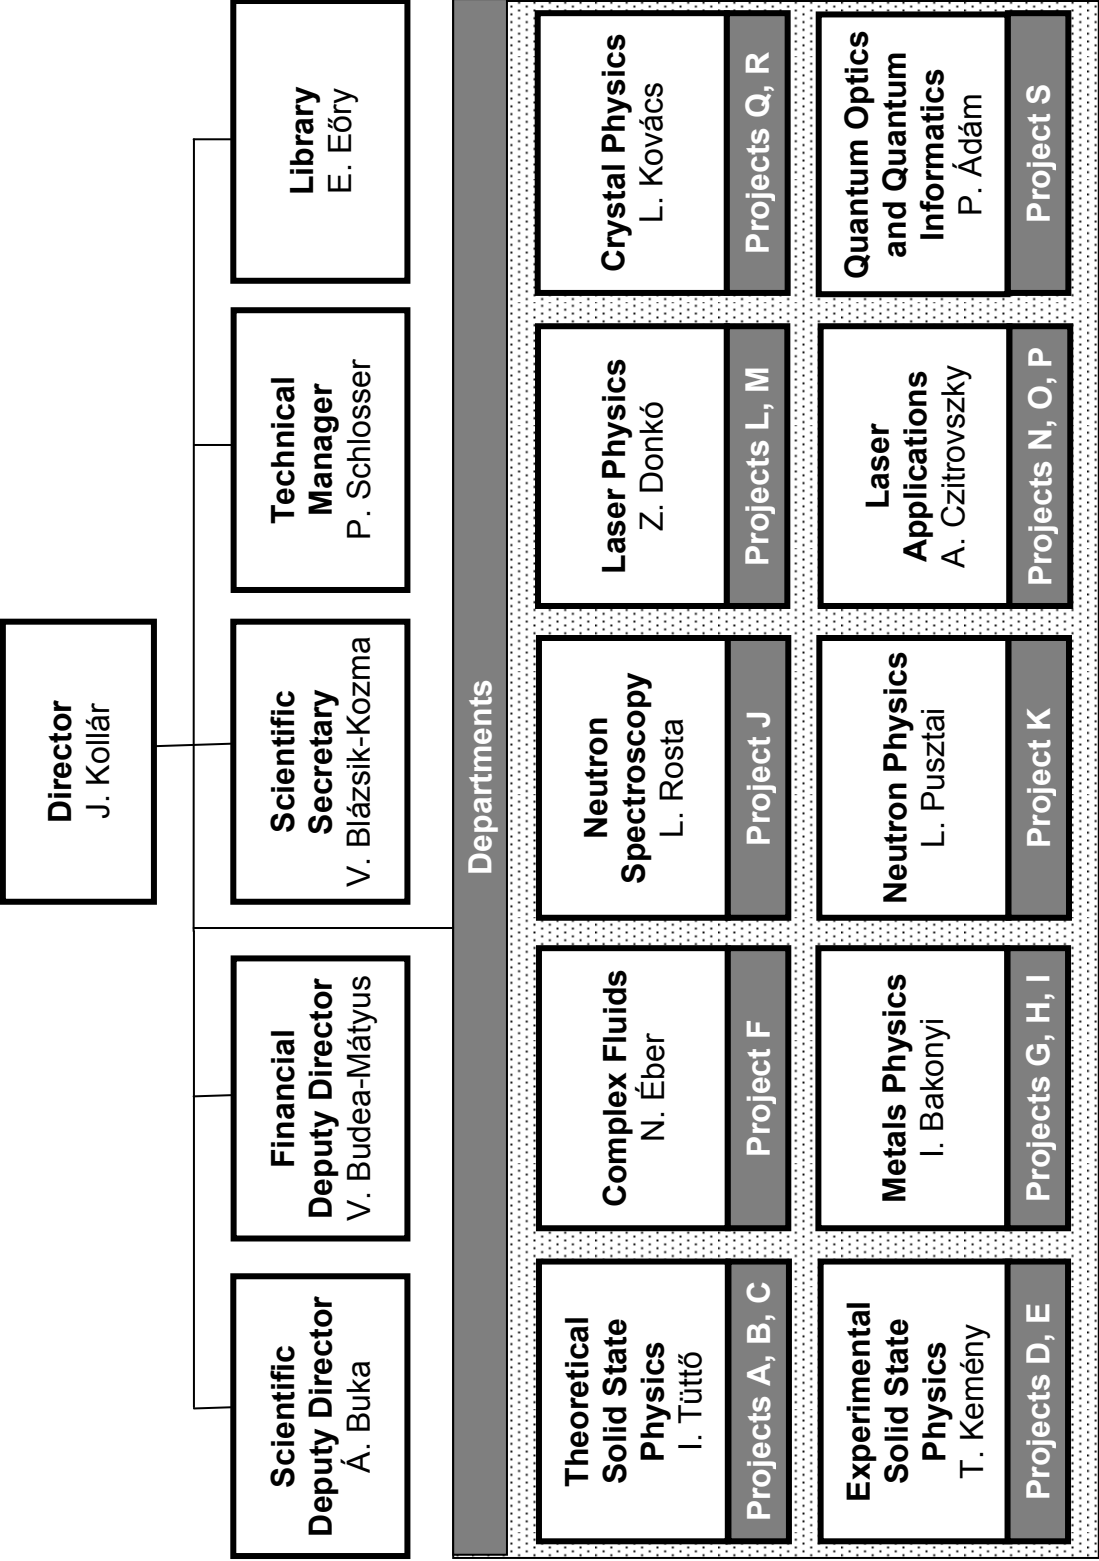 Director
J. Kollár
Scientific
Deputy Director
Á. Buka
Financial
Deputy Director
V. Budea-Mátyus
Scientific
Secretary
V. Blázsik-Kozma
Technical
Manager
P. Schlosser
Library
E. Eőry
Departments
Theoretical
Solid State
Physics
I. Tüttő
Projects A, B, C
Complex Fluids
N. Éber
Project F
Neutron
Spectroscopy
L. Rosta
Project J
Laser Physics
Z. Donkó
Projects L, M
Crystal Physics
L. Kovács
Projects Q, R
Experimental
Solid State
Physics
T. Kemény
Projects D, E
Metals Physics
I. Bakonyi
Projects G, H, I
Neutron Physics
L. Pusztai
Project K
Laser
Applications
A. Czitrovszky
Projects N, O, P
Quantum Optics
and Quantum
Informatics
P. Ádám
Project S